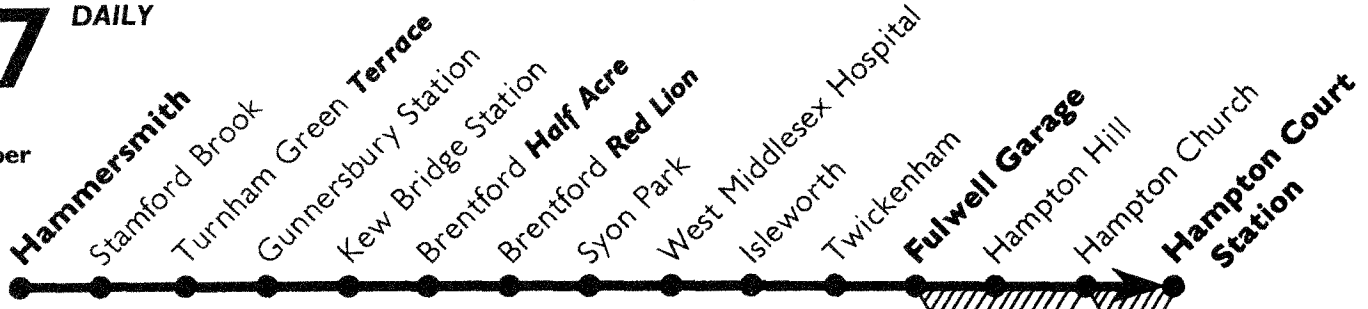 7 DAILY
Hammersmith
Stamford Brook
Turnham Green Terrace
Gunnersbury Station
Kew Bridge Station
Brentford Half Acre
Brentford Red Lion
Syon Park
West Middlesex Hospital
Isleworth
Twickenham
Fulwell Garage
Hampton Hill
Hampton Church
Hampton Court
Station